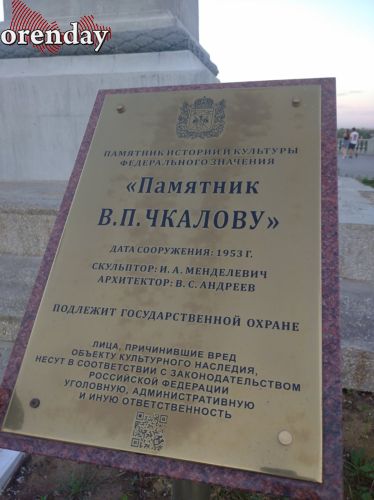 orenday
ПАМЯТНИК ИСТОРИИ И КУЛЬТУРЫ
ФЕДЕРАЛЬНОГО ЗНАЧЕНИЯ
«ПАМЯТНИК
В.П.ЧКАЛОВУ»
ДАТА СООРУЖЕНИЯ: 1953 Г.
СКУЛЬПТОР: И. А. МЕНДЕЛЕВИЧ
АРХИТЕКТОР: В. С. АНДРЕЕВ
ПОДЛЕЖИТ ГОСУДАРСТВЕННОЙ ОХРАНЕ
ЛИЦА, ПРИЧИНИВШИЕ ВРЕД
ОБЪЕКТУ КУЛЬТУРНОГО НАСЛЕДИЯ,
НЕСУТ В СООТВЕТСТВИИ С ЗАКОНОДАТЕЛЬСТВОМ
РОССИЙСКОЙ ФЕДЕРАЦИИ
УГОЛОВНУЮ, АДМИНИСТРАТИВНУЮ
И ИНУЮ ОТВЕТСТВЕННОСТЬ